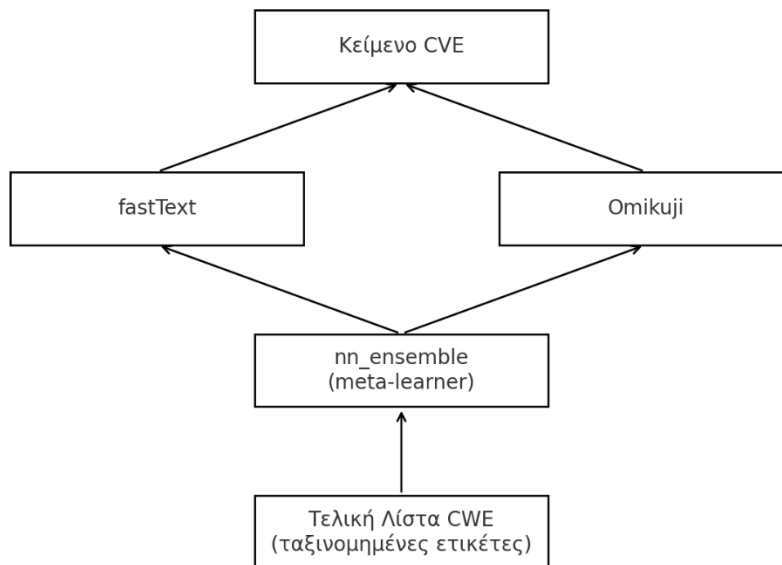 Κείμενο CVE
fastText
Omikuji
nn_ensemble
(meta-learner)
Τελική Λίστα CWE
(ταξινομημένες ετικέτες)